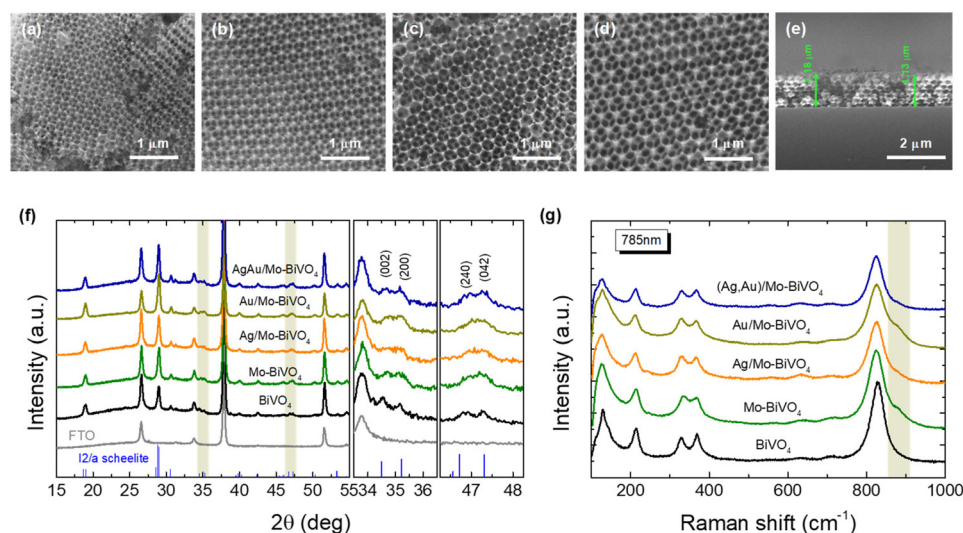 (a) (b) (c) (d) (e)
1.13 μm
1 μm 1 μm 1 μm 1 μm 2 μm
(f)
Intensity (a.u.)
AgAu/Mo-BiVO₄
Au/Mo-BiVO₄
Ag/Mo-BiVO₄
Mo-BiVO₄
BiVO₄
FTO
I2/a scheelite
(002)
(200)
(240)
(042)
15 20 25 30 35 40 45 50 55 34 35 36 47 48
2θ (deg)
(g)
785nm
Intensity (a.u.)
(Ag,Au)/Mo-BiVO₄
Au/Mo-BiVO₄
Ag/Mo-BiVO₄
Mo-BiVO₄
BiVO₄
200 400 600 800 1000
Raman shift (cm⁻¹)